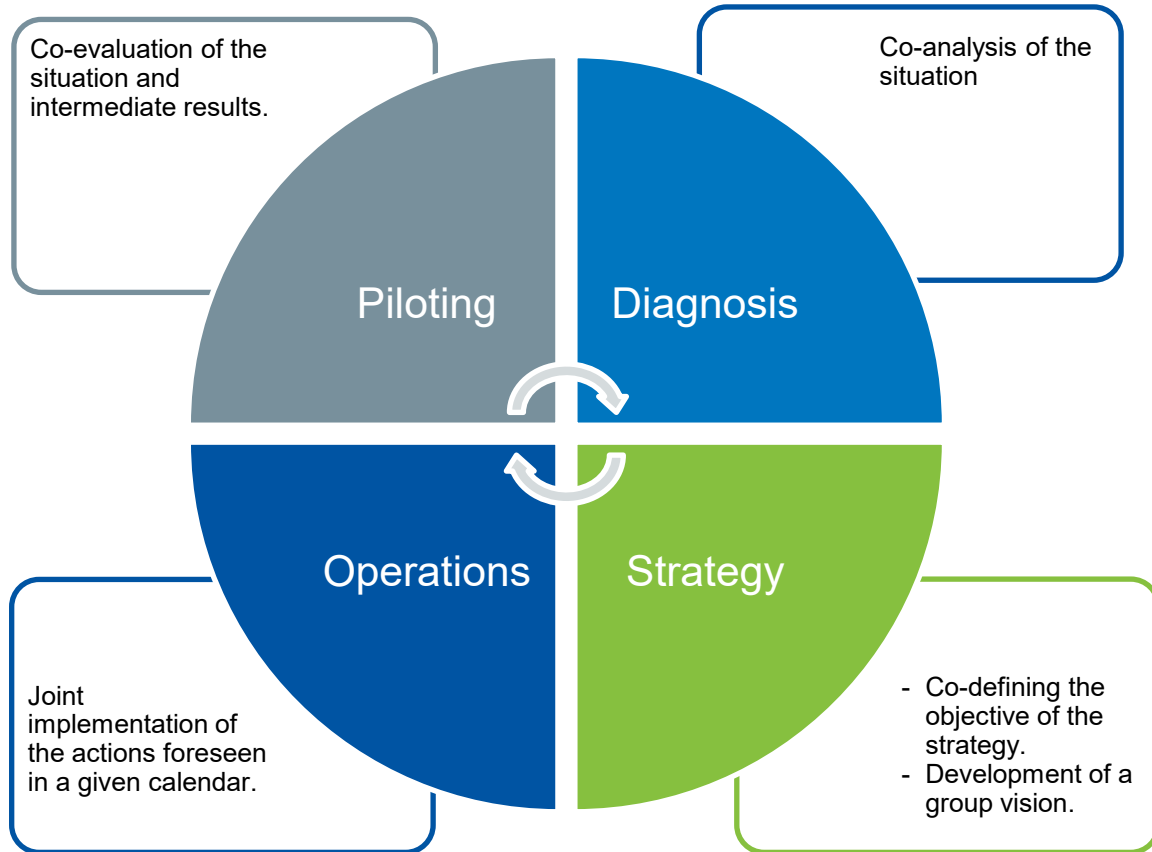 Co-evaluation of the
situation and
intermediate results.
Co-analysis of the
situation
Piloting
Diagnosis
Operations
Strategy
Joint
implementation of
the actions foreseen
in a given calendar.
- Co-defining the
objective of the
strategy.
- Development of a
group vision.